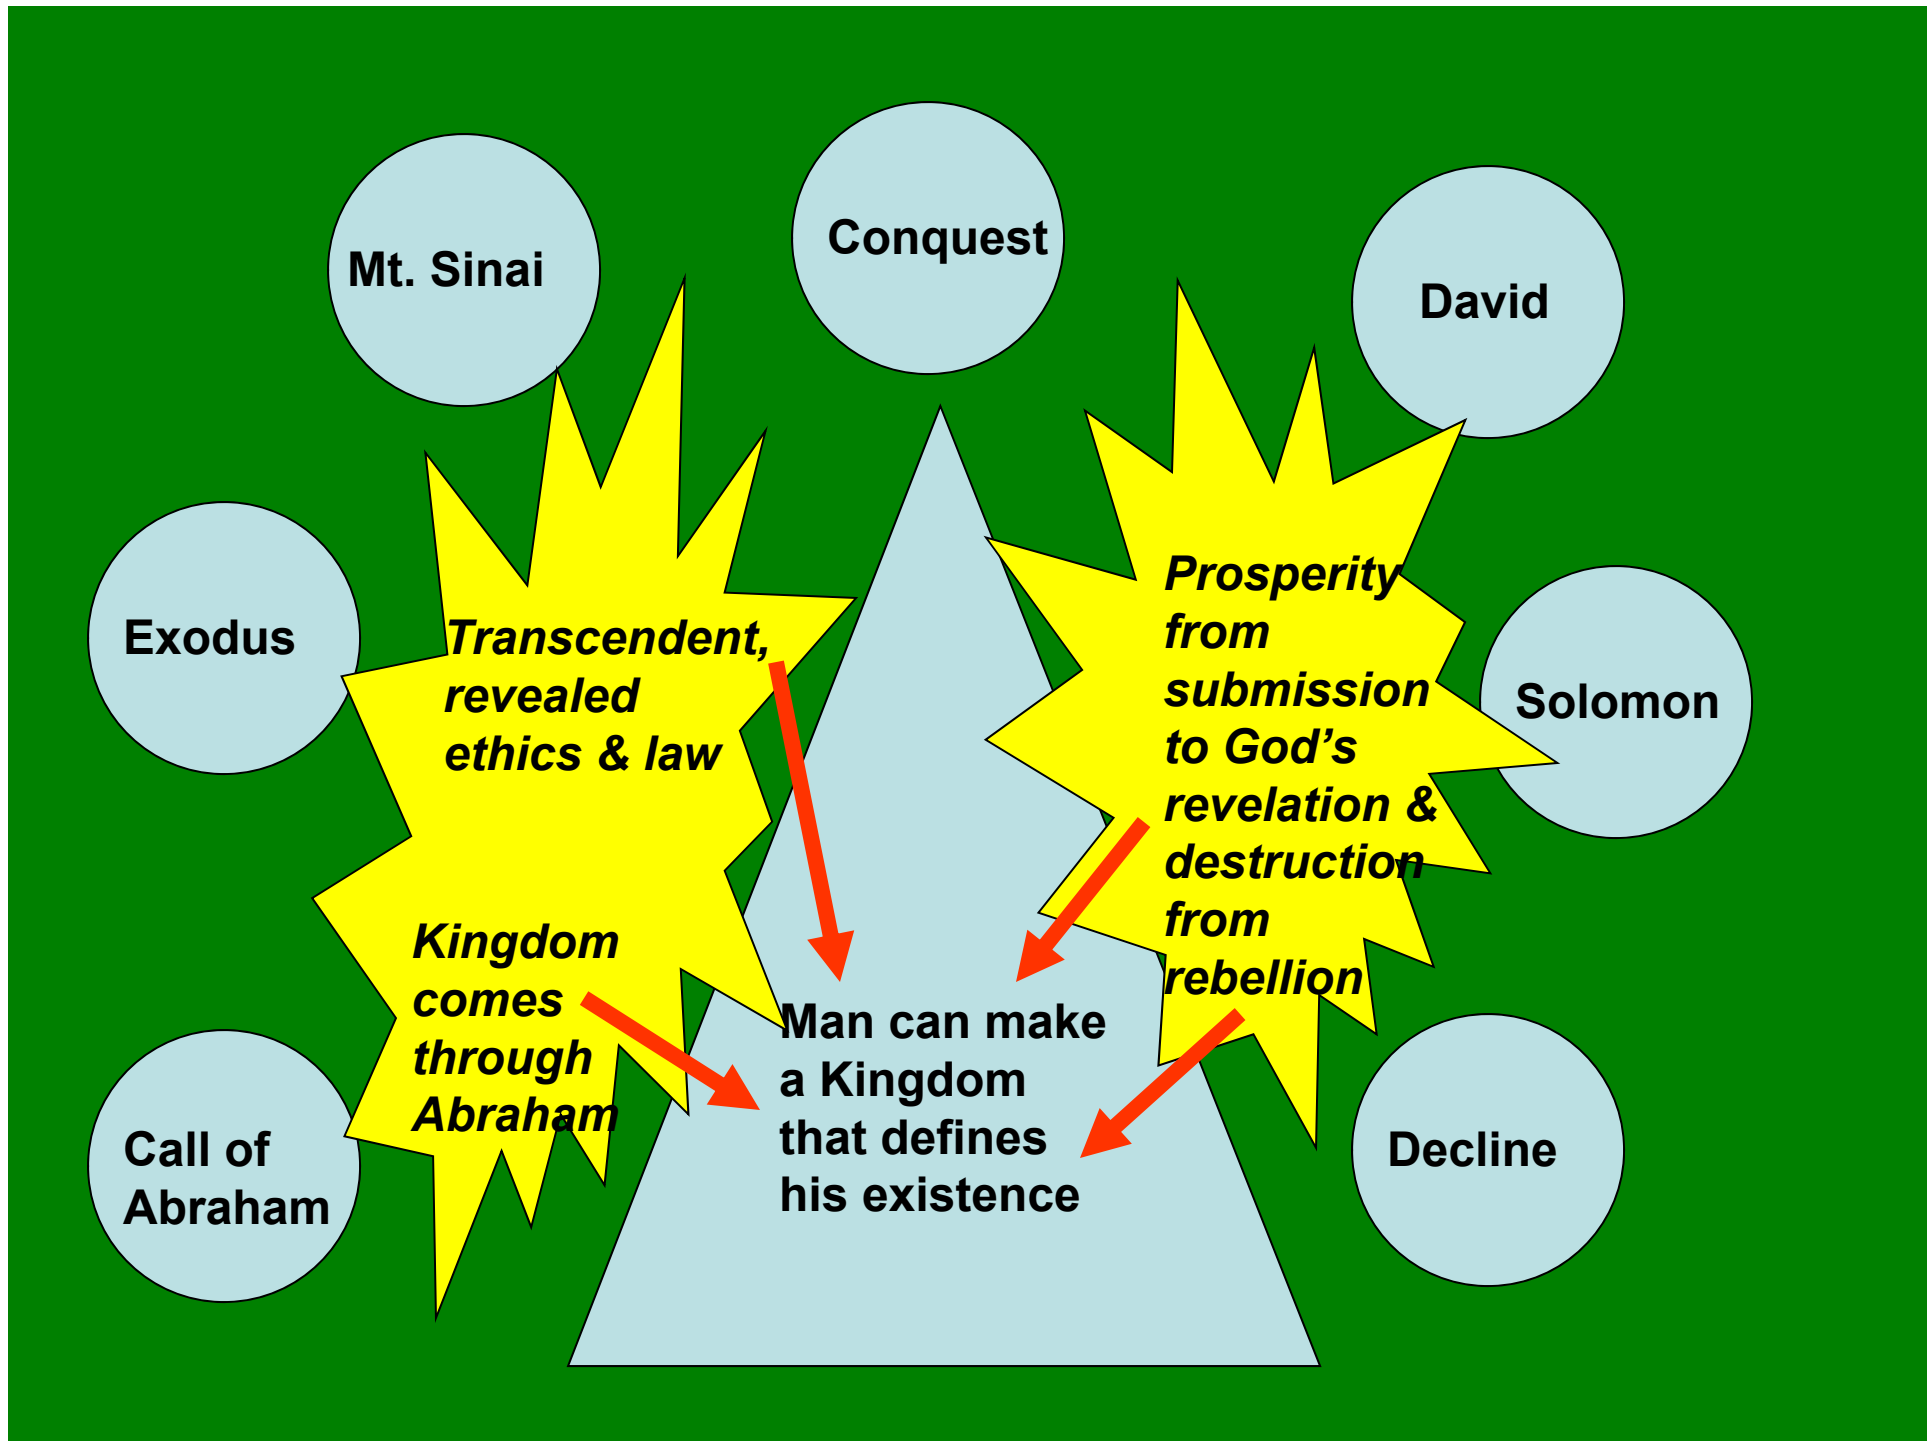 Conquest
Mt. Sinai
David
Exodus
Solomon
Call of
Abraham
Decline
Transcendent,
revealed
ethics & law
Kingdom
comes
through
Abraham
Prosperity
from
submission
to God’s
revelation &
destruction
from
rebellion
Man can make
a Kingdom
that defines
his existence